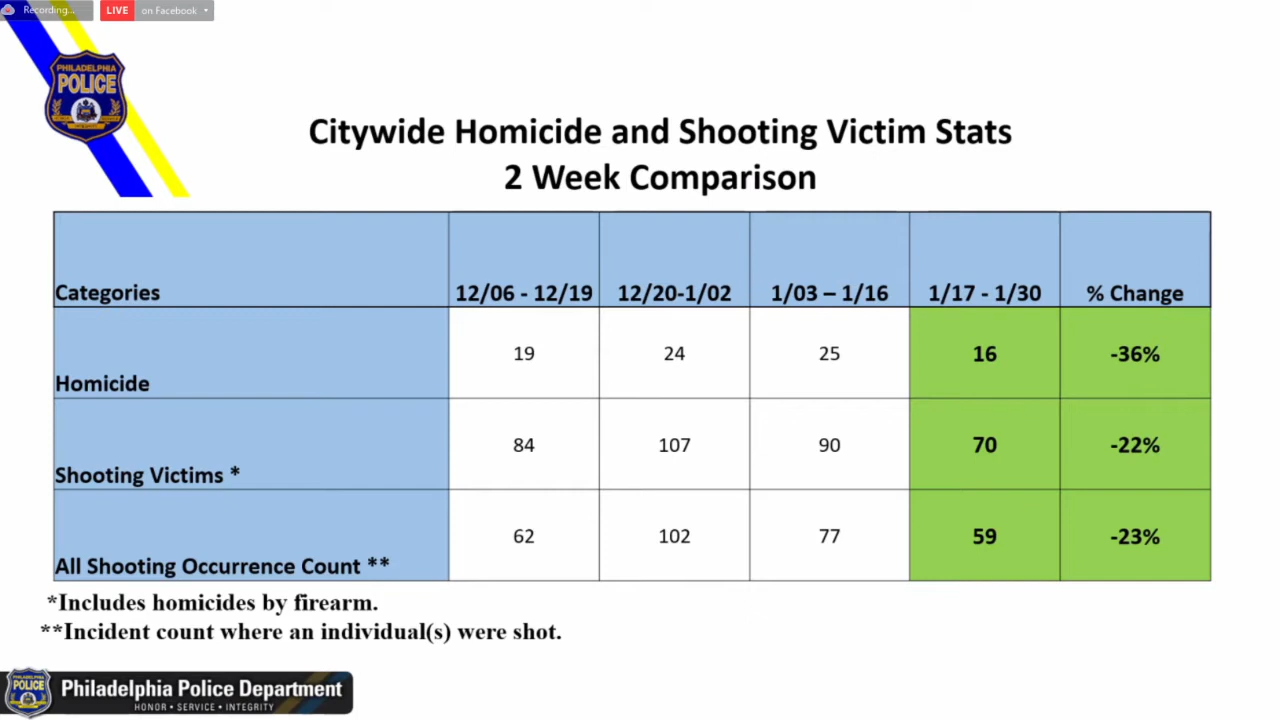 Recording...
LIVE on Facebook
PHILADELPHIA
POLICE
Citywide Homicide and Shooting Victim Stats
2 Week Comparison
Categories 12/06 - 12/19 12/20-1/02 1/03 – 1/16 1/17 - 1/30 % Change
Homicide 19 24 25 16 -36%
Shooting Victims * 84 107 90 70 -22%
All Shooting Occurrence Count ** 62 102 77 59 -23%
*Includes homicides by firearm.
**Incident count where an individual(s) were shot.
PHILADELPHIA
POLICE
Philadelphia Police Department
HONOR • SERVICE • INTEGRITY